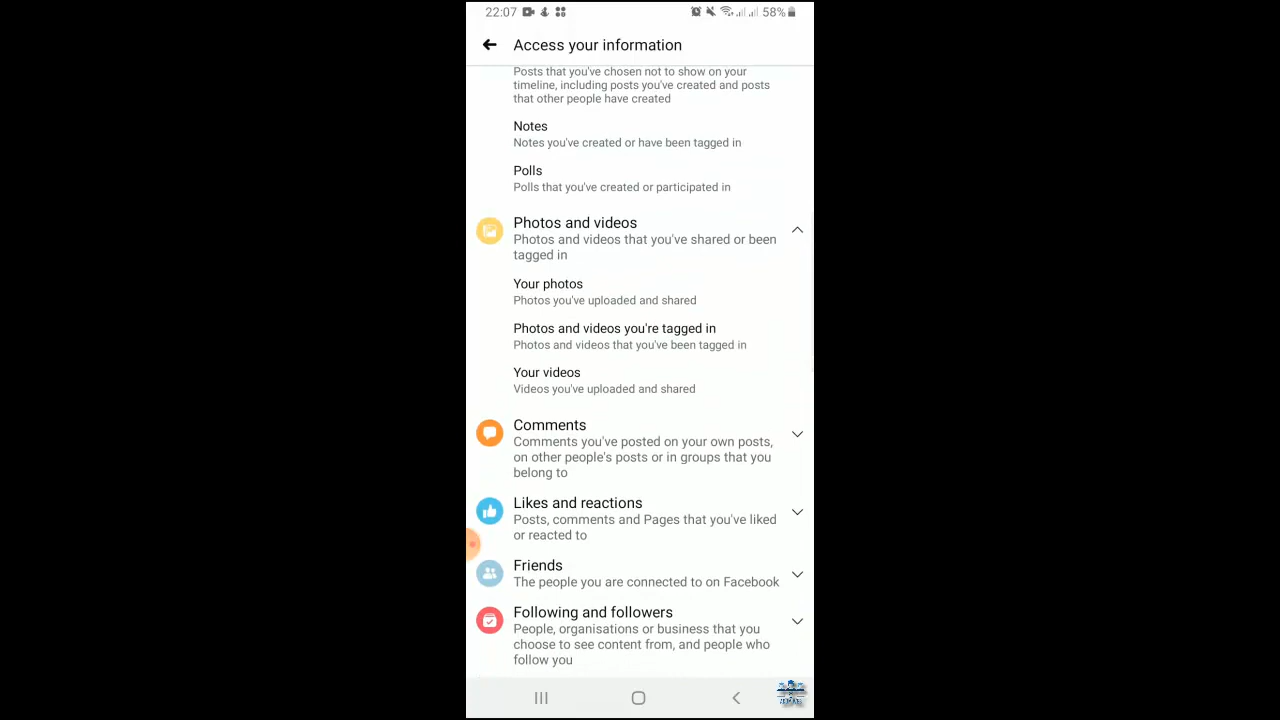 22:07
58%
Access your information
Posts that you've chosen not to show on your
timeline, including posts you've created and posts
that other people have created
Notes
Notes you've created or have been tagged in
Polls
Polls that you've created or participated in
Photos and videos
Photos and videos that you've shared or been
tagged in
Your photos
Photos you've uploaded and shared
Photos and videos you're tagged in
Photos and videos that you've been tagged in
Your videos
Videos you've uploaded and shared
Comments
Comments you've posted on your own posts,
on other people's posts or in groups that you
belong to
Likes and reactions
Posts, comments and Pages that you've liked
or reacted to
Friends
The people you are connected to on Facebook
Following and followers
People, organisations or business that you
choose to see content from, and people who
follow you